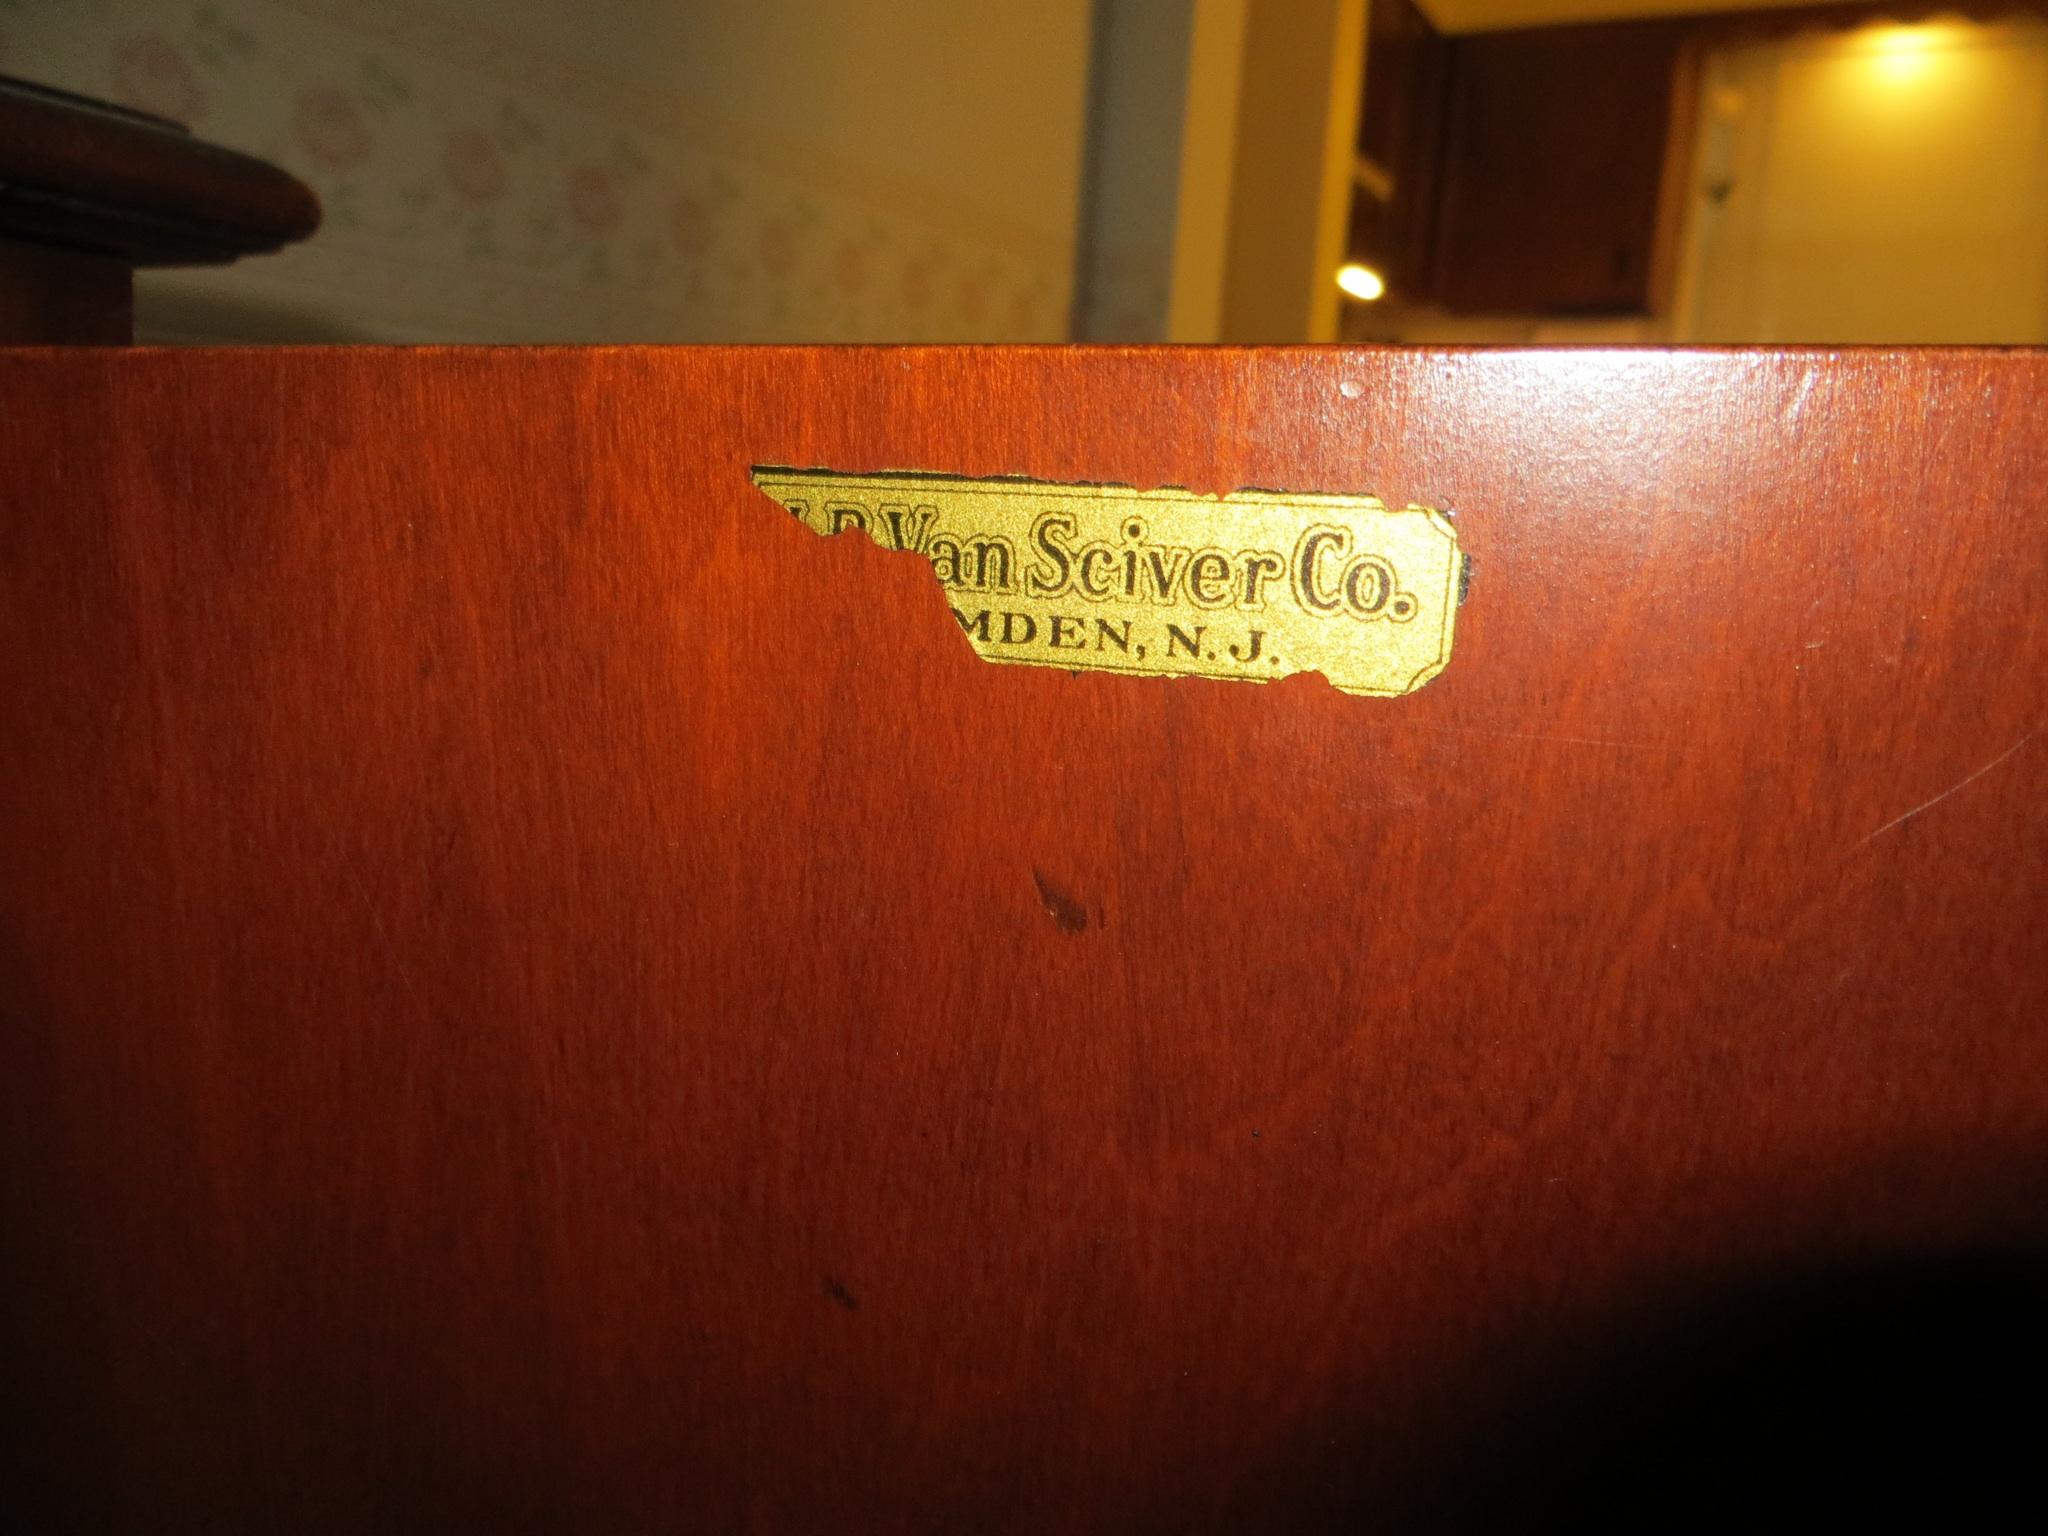 J.B. Van Sciver Co.
MDEN, N. J.